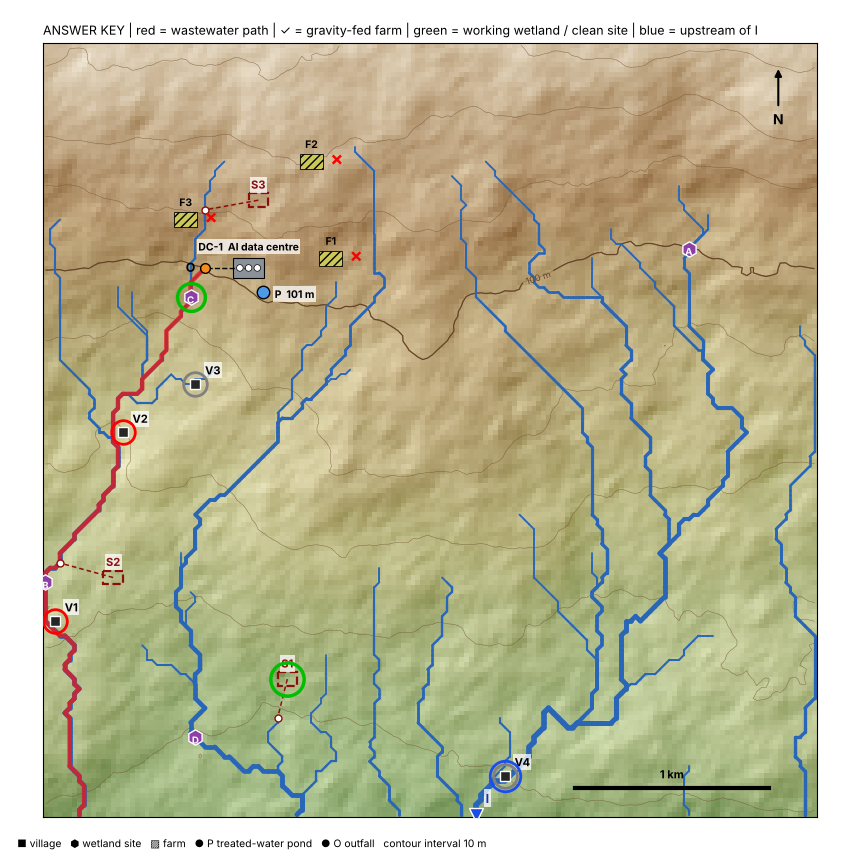 ANSWER KEY | red = wastewater path | ✓ = gravity-fed farm | green = working wetland / clean site | blue = upstream of I
N
F2
S3
F3
A
DC-1 AI data centre
F1
O
100 m
P 101 m
C
V3
V2
S2
B
V1
S1
D
V4
1 km
I
village wetland site farm P treated-water pond O outfall contour interval 10 m